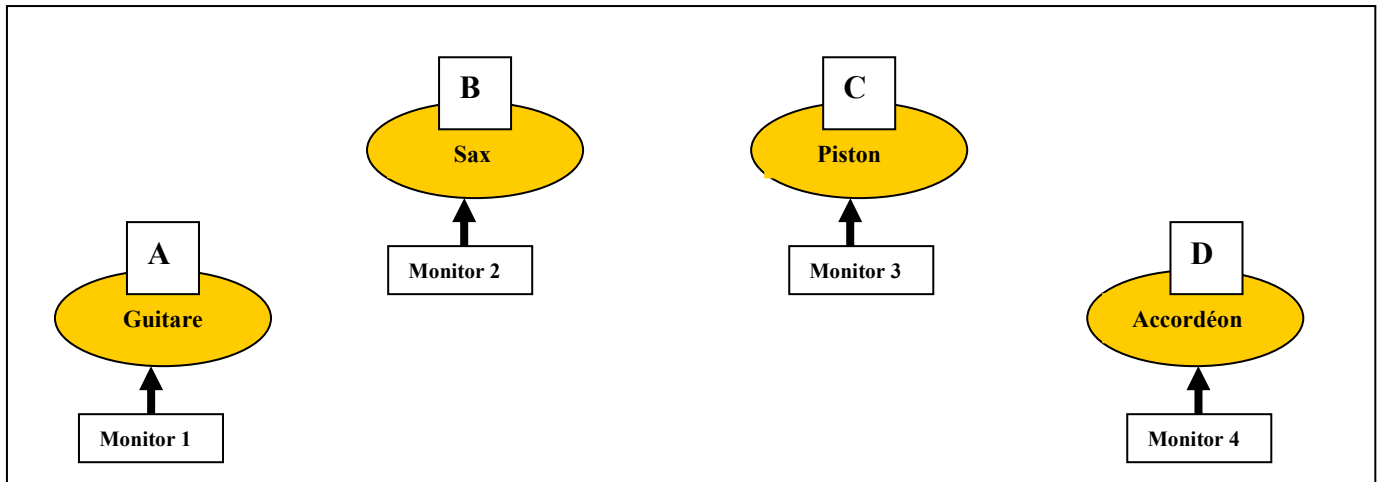 B
Sax
Monitor 2
C
Piston
Monitor 3
A
Guitare
Monitor 1
D
Accordéon
Monitor 4